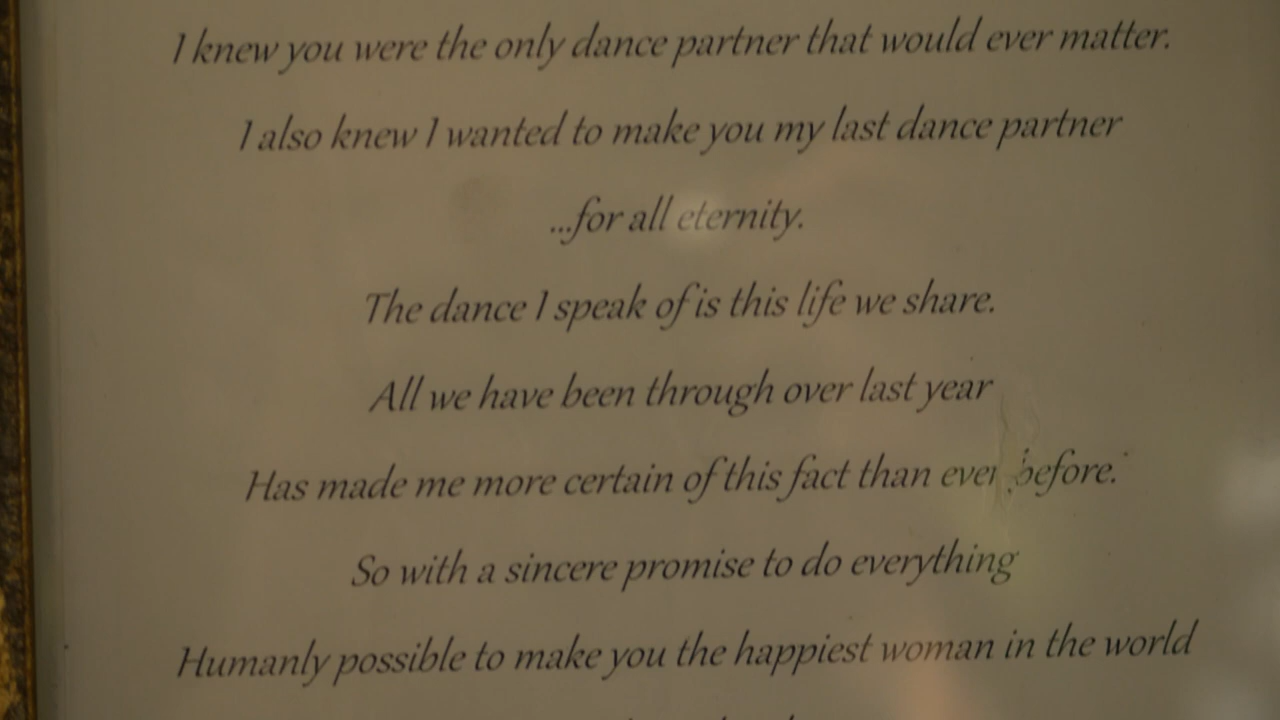 I knew you were the only dance partner that would ever matter.
I also knew I wanted to make you my last dance partner
...for all eternity.
The dance I speak of is this life we share.
All we have been through over last year
Has made me more certain of this fact than ever before.
So with a sincere promise to do everything
Humanly possible to make you the happiest woman in the world